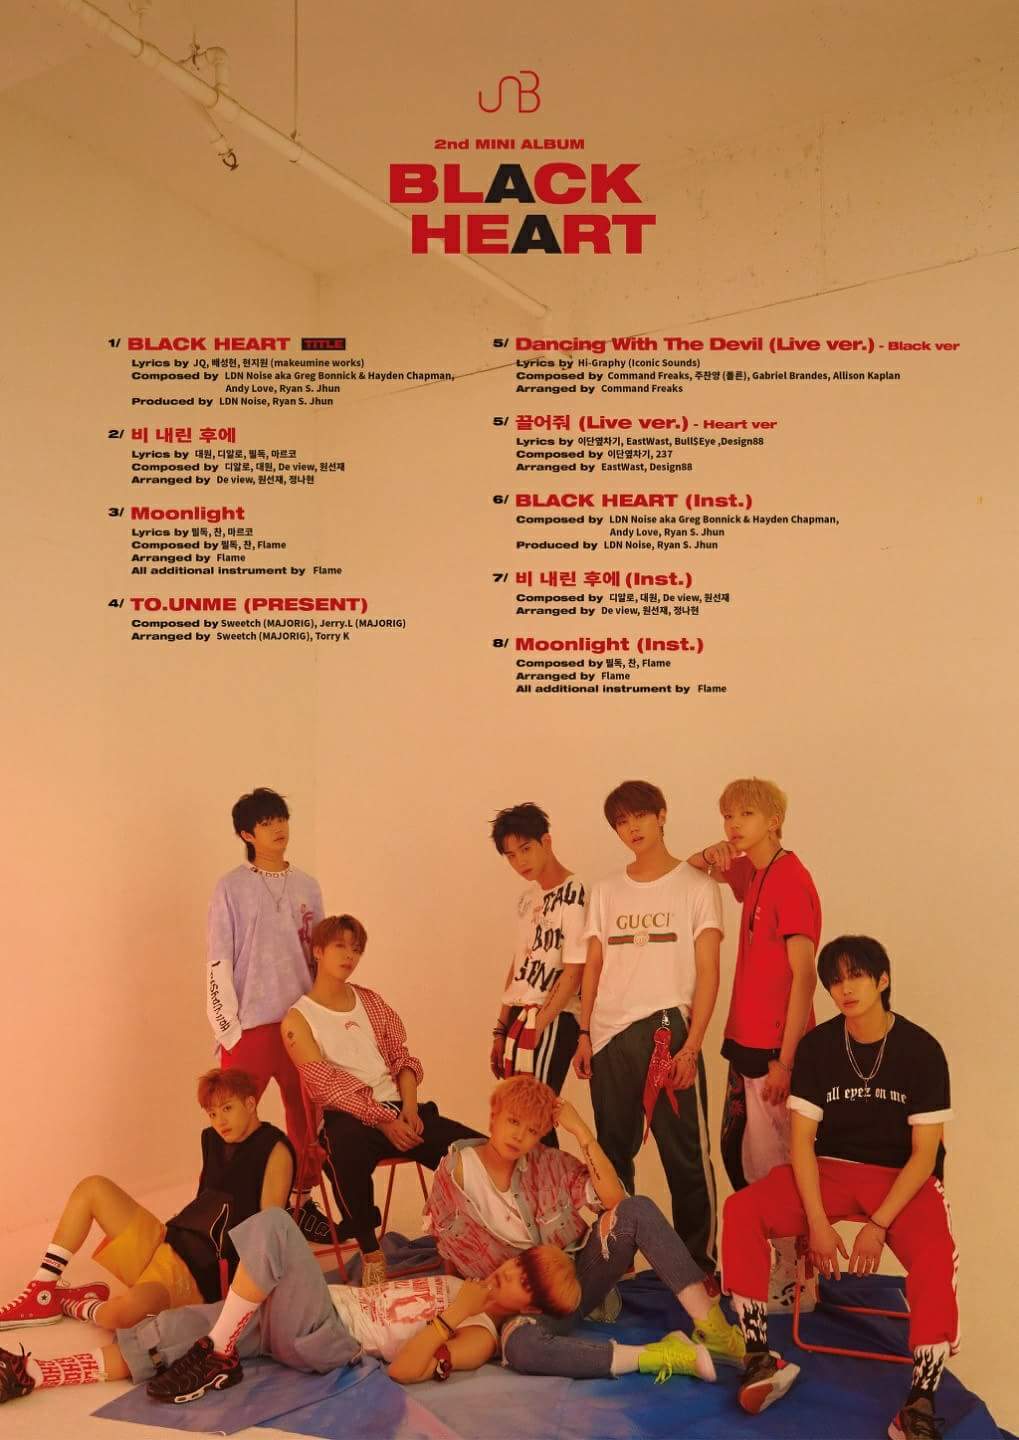 UNB
2nd MINI ALBUM
BLACK
HEART
1/ BLACK HEART TITLE
Lyrics by JQ, 배성현, 현지원 (makeumine works)
Composed by LDN Noise aka Greg Bonnick & Hayden Chapman,
Andy Love, Ryan S. Jhun
Produced by LDN Noise, Ryan S. Jhun
2/ 비 내린 후에
Lyrics by 대원, 디알로, 필독, 마르코
Composed by 디알로, 대원, De view, 원선재
Arranged by De view, 원선재, 정나현
3/ Moonlight
Lyrics by 필독, 찬, 마르코
Composed by 필독, 찬, Flame
Arranged by Flame
All additional instrument by Flame
4/ TO.UNME (PRESENT)
Composed by Sweetch (MAJORIG), Jerry.L (MAJORIG)
Arranged by Sweetch (MAJORIG), Torry K
5/ Dancing With The Devil (Live ver.) - Black ver
Lyrics by Hi-Graphy (Iconic Sounds)
Composed by Command Freaks, 주찬양 (폴른), Gabriel Brandes, Allison Kaplan
Arranged by Command Freaks
5/ 끌어줘 (Live ver.) - Heart ver
Lyrics by 이단옆차기, EastWast, Bull$Eye ,Design88
Composed by 이단옆차기, 237
Arranged by EastWast, Design88
6/ BLACK HEART (Inst.)
Composed by LDN Noise aka Greg Bonnick & Hayden Chapman,
Andy Love, Ryan S. Jhun
Produced by LDN Noise, Ryan S. Jhun
7/ 비 내린 후에 (Inst.)
Composed by 디알로, 대원, De view, 원선재
Arranged by De view, 원선재, 정나현
8/ Moonlight (Inst.)
Composed by 필독, 찬, Flame
Arranged by Flame
All additional instrument by Flame
GUCCI
all eyez on me